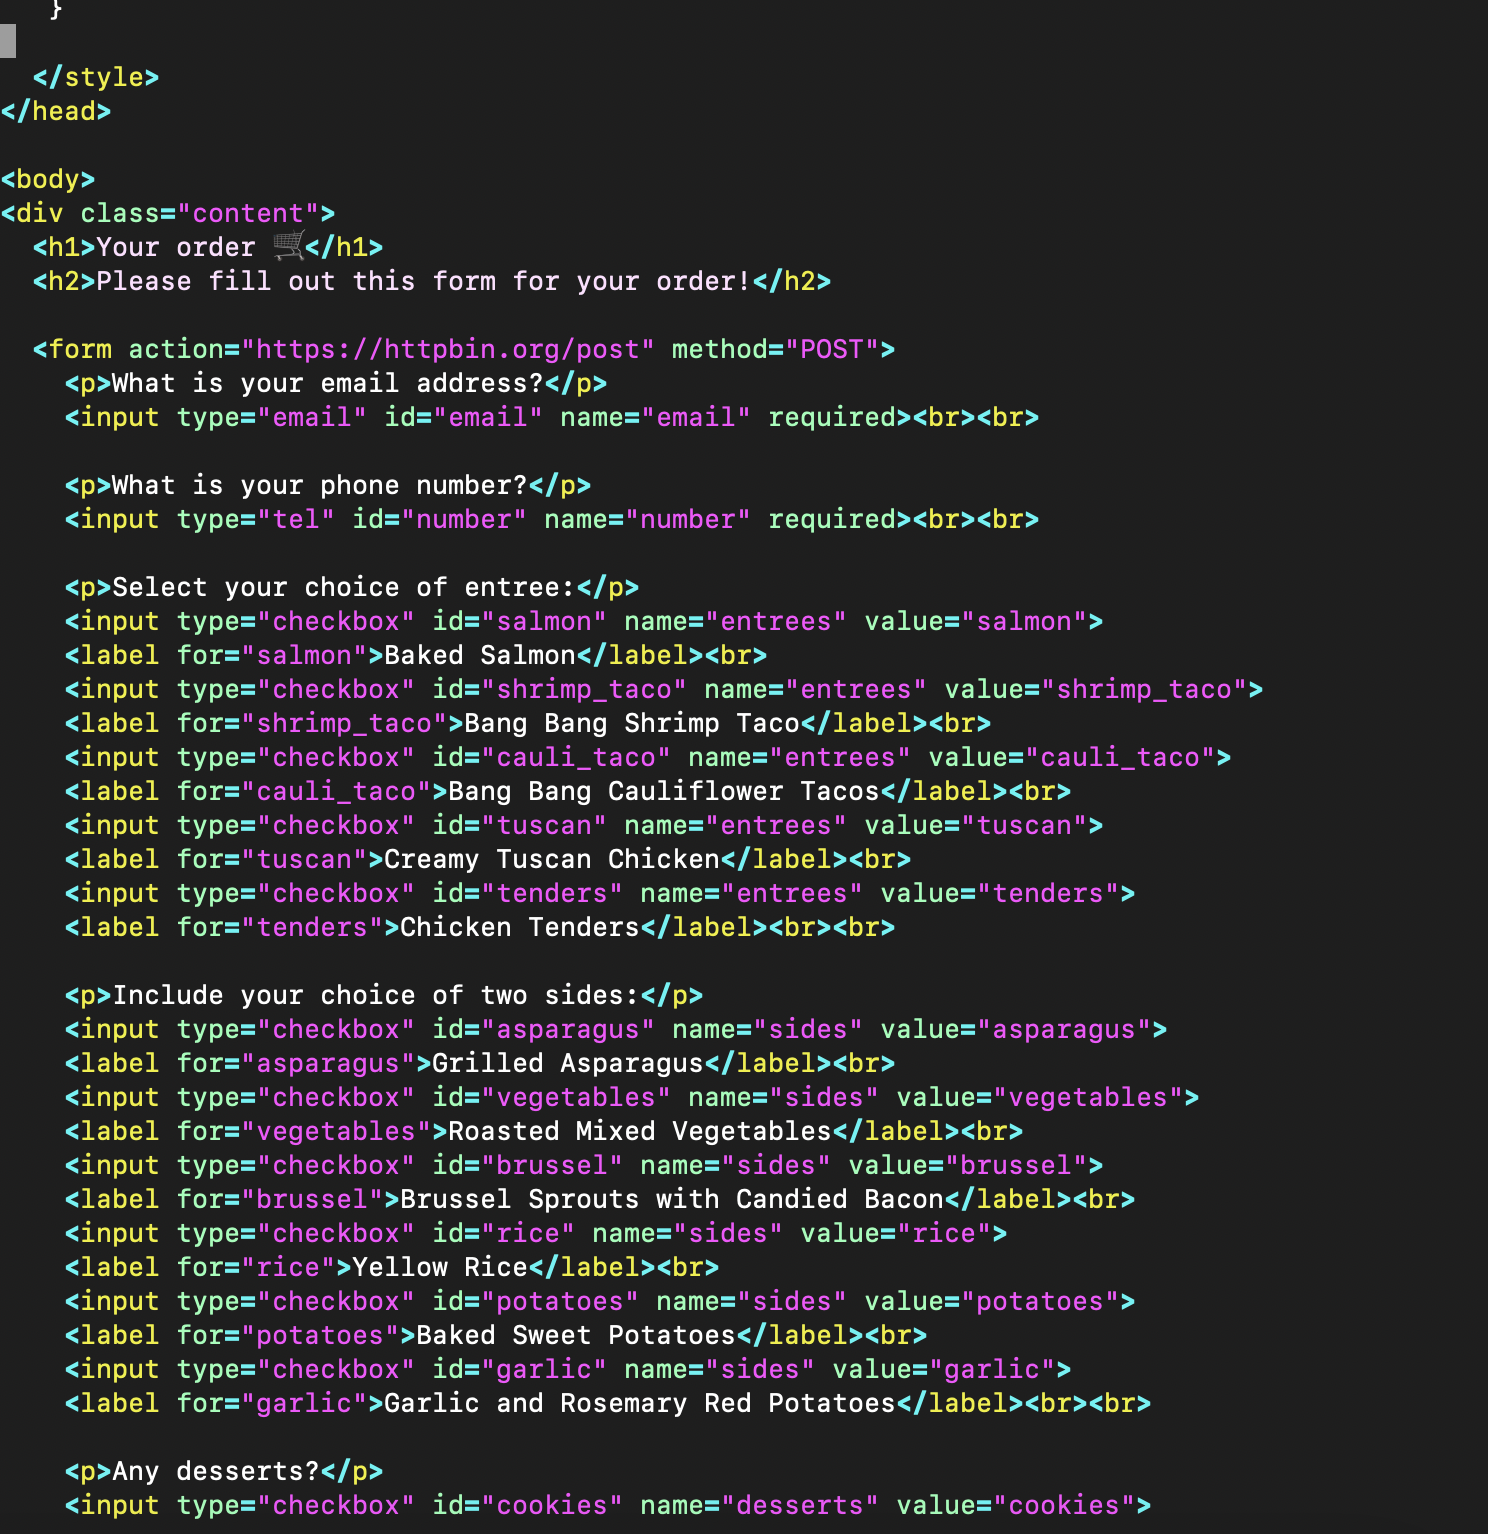 }

  </style>
</head>

<body>
<div class="content">
  <h1>Your order 🛒</h1>
  <h2>Please fill out this form for your order!</h2>

  <form action="https://httpbin.org/post" method="POST">
    <p>What is your email address?</p>
    <input type="email" id="email" name="email" required><br><br>

    <p>What is your phone number?</p>
    <input type="tel" id="number" name="number" required><br><br>

    <p>Select your choice of entree:</p>
    <input type="checkbox" id="salmon" name="entrees" value="salmon">
    <label for="salmon">Baked Salmon</label><br>
    <input type="checkbox" id="shrimp_taco" name="entrees" value="shrimp_taco">
    <label for="shrimp_taco">Bang Bang Shrimp Taco</label><br>
    <input type="checkbox" id="cauli_taco" name="entrees" value="cauli_taco">
    <label for="cauli_taco">Bang Bang Cauliflower Tacos</label><br>
    <input type="checkbox" id="tuscan" name="entrees" value="tuscan">
    <label for="tuscan">Creamy Tuscan Chicken</label><br>
    <input type="checkbox" id="tenders" name="entrees" value="tenders">
    <label for="tenders">Chicken Tenders</label><br><br>

    <p>Include your choice of two sides:</p>
    <input type="checkbox" id="asparagus" name="sides" value="asparagus">
    <label for="asparagus">Grilled Asparagus</label><br>
    <input type="checkbox" id="vegetables" name="sides" value="vegetables">
    <label for="vegetables">Roasted Mixed Vegetables</label><br>
    <input type="checkbox" id="brussel" name="sides" value="brussel">
    <label for="brussel">Brussel Sprouts with Candied Bacon</label><br>
    <input type="checkbox" id="rice" name="sides" value="rice">
    <label for="rice">Yellow Rice</label><br>
    <input type="checkbox" id="potatoes" name="sides" value="potatoes">
    <label for="potatoes">Baked Sweet Potatoes</label><br>
    <input type="checkbox" id="garlic" name="sides" value="garlic">
    <label for="garlic">Garlic and Rosemary Red Potatoes</label><br><br>

    <p>Any desserts?</p>
    <input type="checkbox" id="cookies" name="desserts" value="cookies">